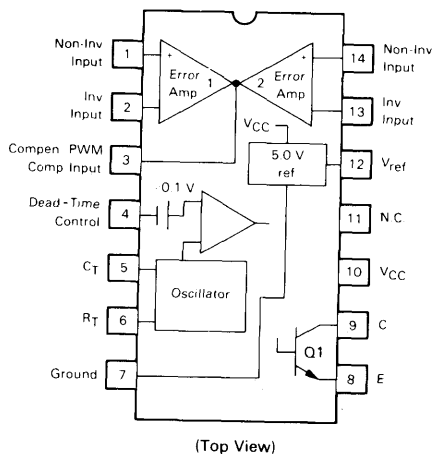 Non-Inv
Input
1
+
Error
Amp
1
2
Error
Amp
+
14
Non-Inv
Input
Inv
Input
2
13
Inv
Input
Compen PWM
Comp Input
3
VCC
5.0 V
ref
12
Vref
Dead-Time
Control
4
0.1 V
11
N C
CT
5
Oscillator
10
VCC
RT
6
9
C
Q1
Ground
7
8
E
(Top View)